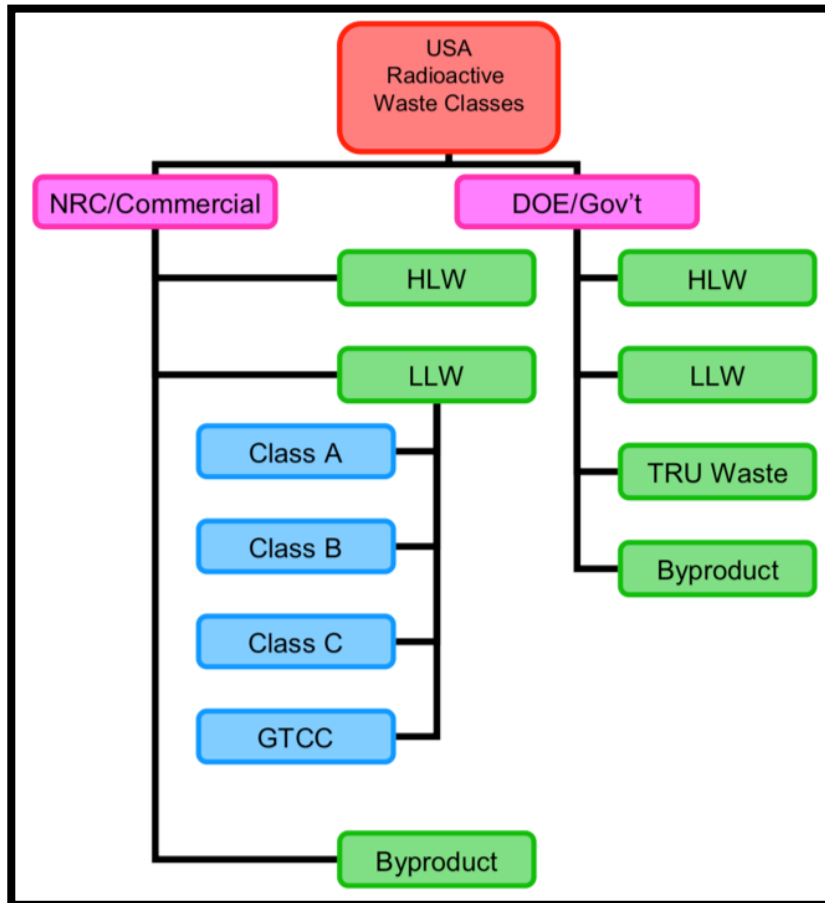 USA
Radioactive
Waste Classes
NRC/Commercial
DOE/Gov't
HLW
HLW
LLW
LLW
Class A
TRU Waste
Class B
Byproduct
Class C
GTCC
Byproduct